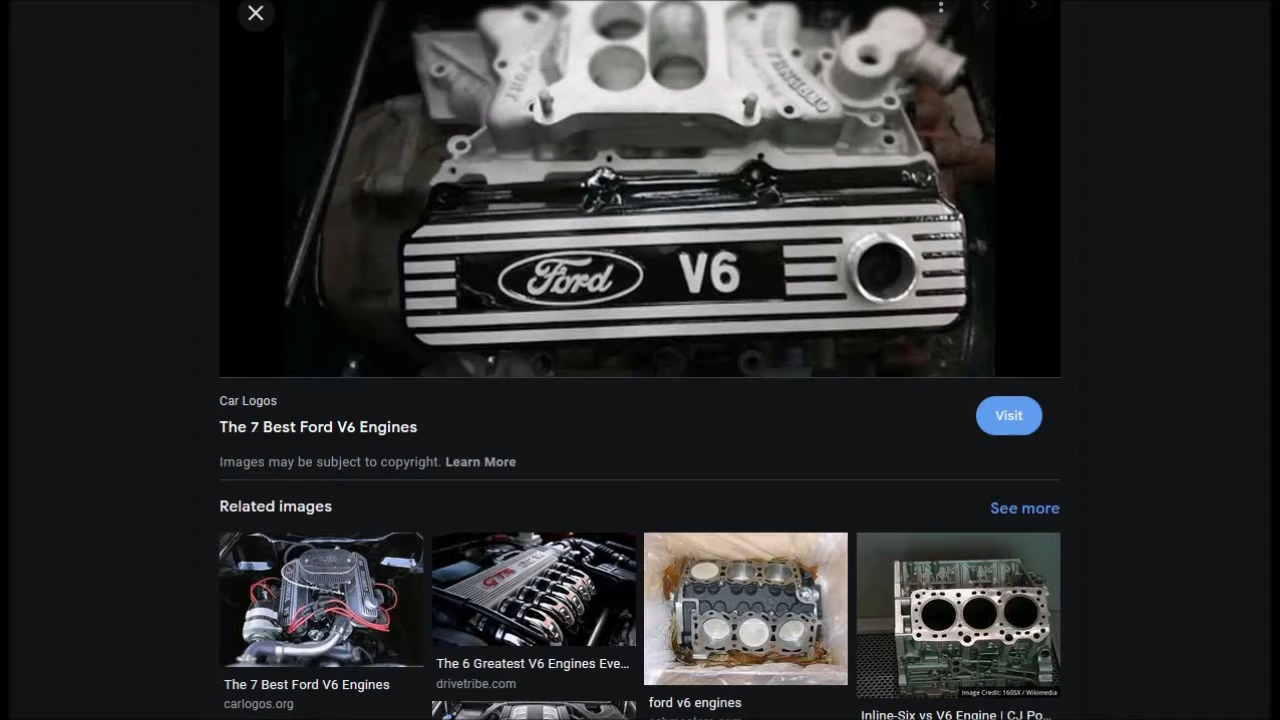 OFFENHAUSER
PORT
Ford V6
Car Logos
The 7 Best Ford V6 Engines
Visit
Images may be subject to copyright. Learn More
Related images
See more
Image Credit: 160SX / Wikimedia
The 6 Greatest V6 Engines Eve...
drivetribe.com
The 7 Best Ford V6 Engines
carlogos.org
ford v6 engines
Inline-Six vs V6 Engine | CJ Po...